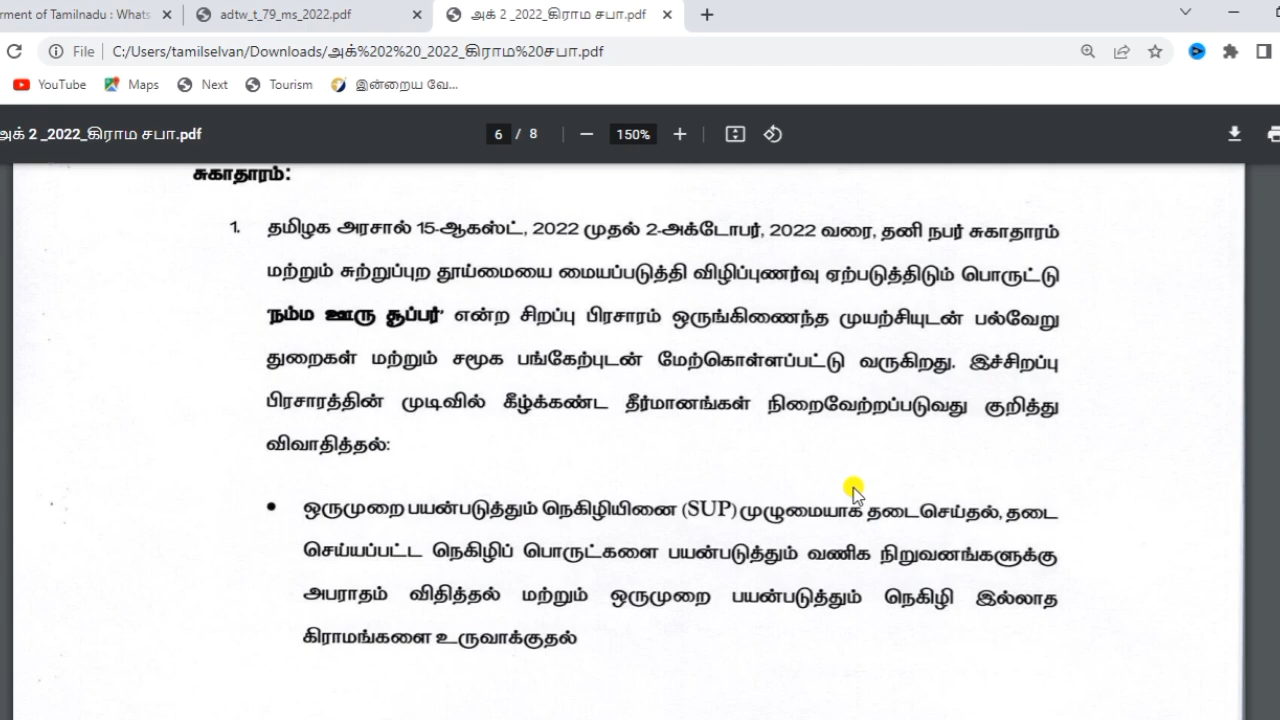 rment of Tamilnadu : Whats
adtw_t_79_ms_2022.pdf
அக் 2 _2022_கிராம சபா.pdf
File
C:/Users/tamilselvan/Downloads/அக்%202%20_2022_கிராம%20சபா.pdf
YouTube
Maps
Next
Tourism
இன்றைய வே...
அக் 2 _2022_கிராம சபா.pdf
6 / 8
150%
சுகாதாரம்:
1. தமிழக அரசால் 15-ஆகஸ்ட், 2022 முதல் 2-அக்டோபர், 2022 வரை, தனி நபர் சுகாதாரம்
மற்றும் சுற்றுப்புற தூய்மையை மையப்படுத்தி விழிப்புணர்வு ஏற்படுத்திடும் பொருட்டு
'நம்ம ஊரு சூப்பர்' என்ற சிறப்பு பிரசாரம் ஒருங்கிணைந்த முயற்சியுடன் பல்வேறு
துறைகள் மற்றும் சமூக பங்கேற்புடன் மேற்கொள்ளப்பட்டு வருகிறது. இச்சிறப்பு
பிரசாரத்தின் முடிவில் கீழ்க்கண்ட தீர்மானங்கள் நிறைவேற்றப்படுவது குறித்து
விவாதித்தல்:
• ஒருமுறை பயன்படுத்தும் நெகிழியினை (SUP) முழுமையாக தடைசெய்தல், தடை
செய்யப்பட்ட நெகிழிப் பொருட்களை பயன்படுத்தும் வணிக நிறுவனங்களுக்கு
அபராதம் விதித்தல் மற்றும் ஒருமுறை பயன்படுத்தும் நெகிழி இல்லாத
கிராமங்களை உருவாக்குதல்